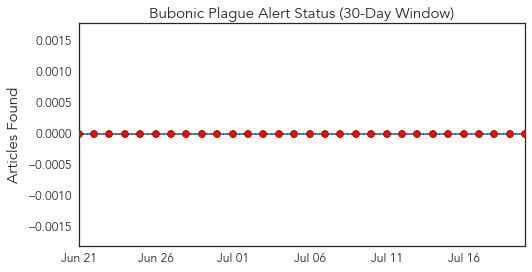 Bubonic Plague Alert Status (30-Day Window)
Articles Found
0.0015
0.0010
0.0005
0.0000
−0.0005
−0.0010
−0.0015
Jun 21 Jun 26 Jul 01 Jul 06 Jul 11 Jul 16